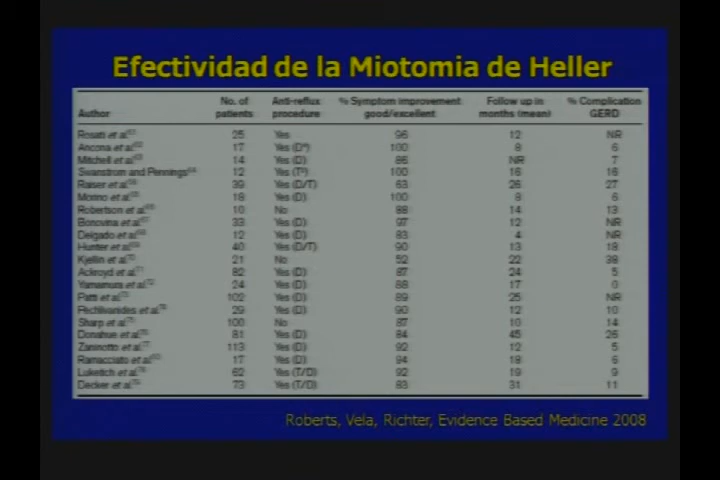 Efectividad de la Miotomia de Heller
No. of Anti-reflux % Symptom improvement Follow up in % Complication
Author patients procedure good/excellent months (mean) GERD
Rosati et al 25 Yes 96 12 NR
Ancona et al 17 Yes (D*) 100 8 6
Mitchell et al 14 Yes (D) 86 NR 7
Swanstrom and Pennings 12 Yes (T†) 100 16 16
Raiser et al 39 Yes (D/T) 63 26 27
Morino et al 18 Yes (D) 100 8 6
Robertson et al 10 No 88 14 13
Bonovina et al 33 Yes (D) 97 12 NR
Delgado et al 12 Yes (D) 83 4 NR
Hunter et al 40 Yes (D/T) 90 13 18
Kjellin et al 21 No 52 22 38
Ackroyd et al 82 Yes (D) 87 24 5
Yamamura et al 24 Yes (D) 88 17 0
Patti et al 102 Yes (D) 89 25 NR
Pechlivanides et al 29 Yes (D) 90 12 10
Sharp et al 100 No 87 10 14
Donahue et al 81 Yes (D) 84 45 26
Zaninotto et al 113 Yes (D) 92 12 5
Ramacciato et al 17 Yes (D) 94 18 6
Luketich et al 62 Yes (T/D) 92 19 9
Decker et al 73 Yes (T/D) 83 31 11
Roberts, Vela, Richter, Evidence Based Medicine 2008